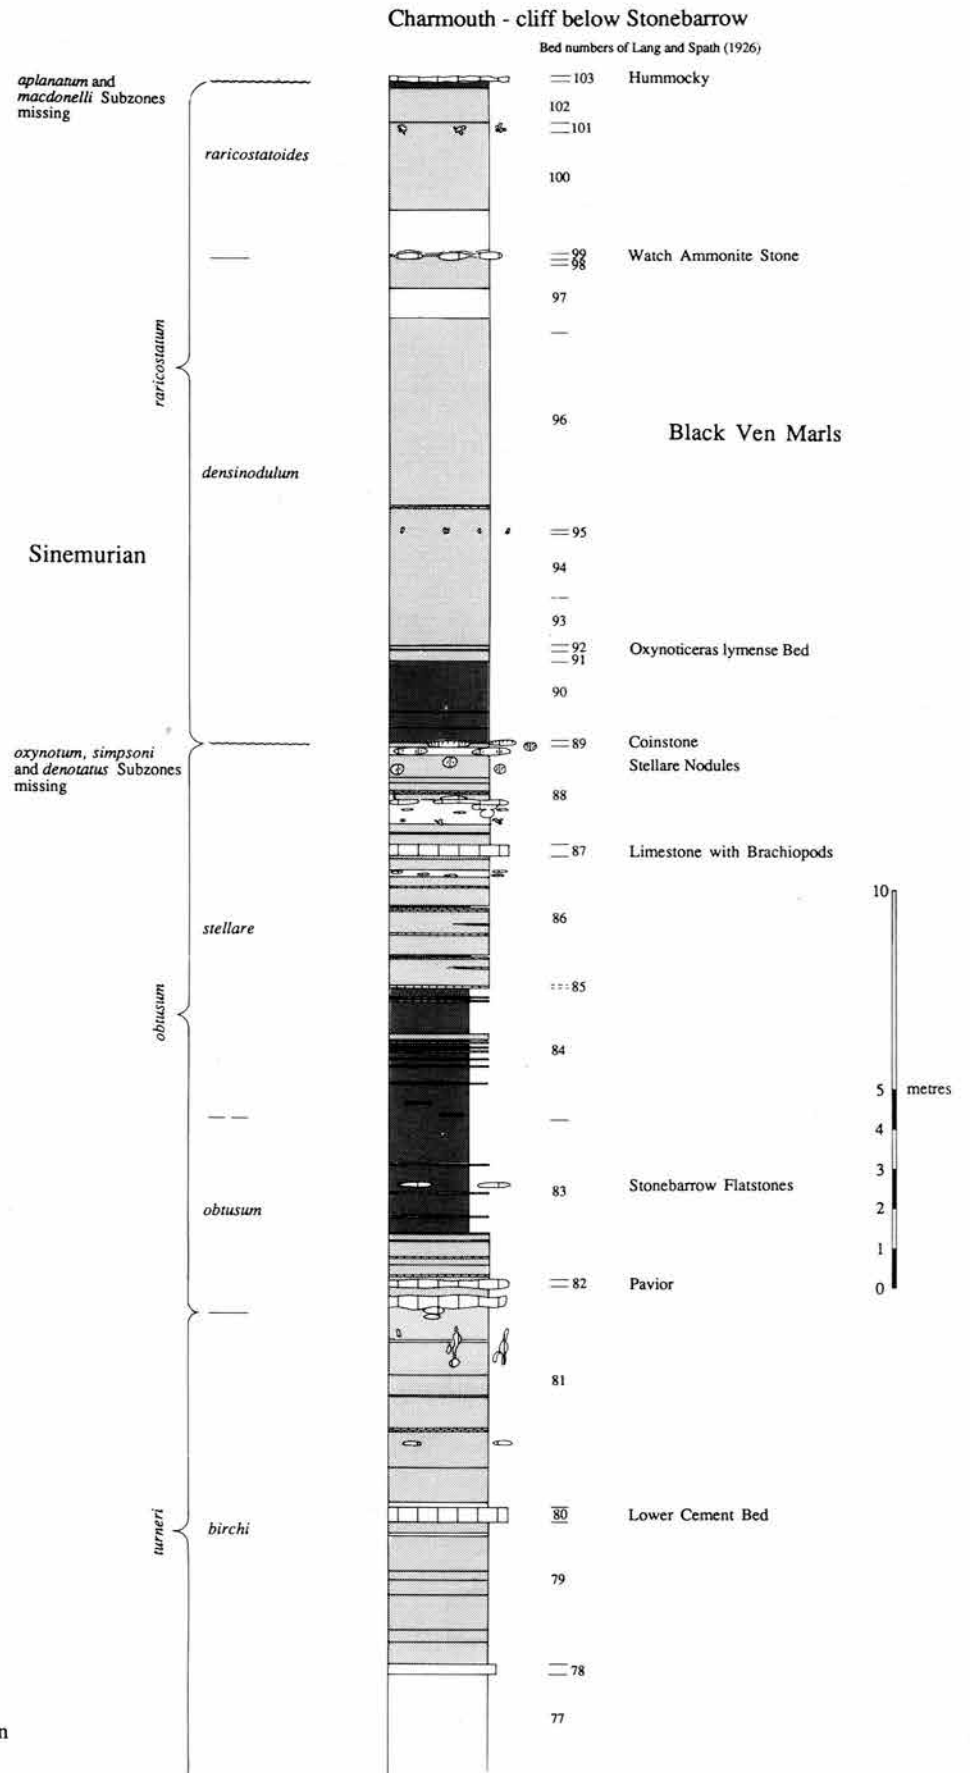 Charmouth - cliff below Stonebarrow
Bed numbers of Lang and Spath (1926)
aplanatum and
macdonelli Subzones
missing
103 Hummocky
102
101
raricostatoides
100
99 Watch Ammonite Stone
98
97
raricostatum
96
Black Ven Marls
densinodulum
95
Sinemurian
94
93
92 Oxynoticeras lymense Bed
91
90
oxynotum, simpsoni
and denotatus Subzones
missing
89 Coinstone
Stellare Nodules
88
87 Limestone with Brachiopods
10
86
stellare
85
obtusum
84
5 metres
4
3
83 Stonebarrow Flatstones
2
obtusum
1
82 Pavior
0
81
80 Lower Cement Bed
turneri
birchi
79
78
77
n